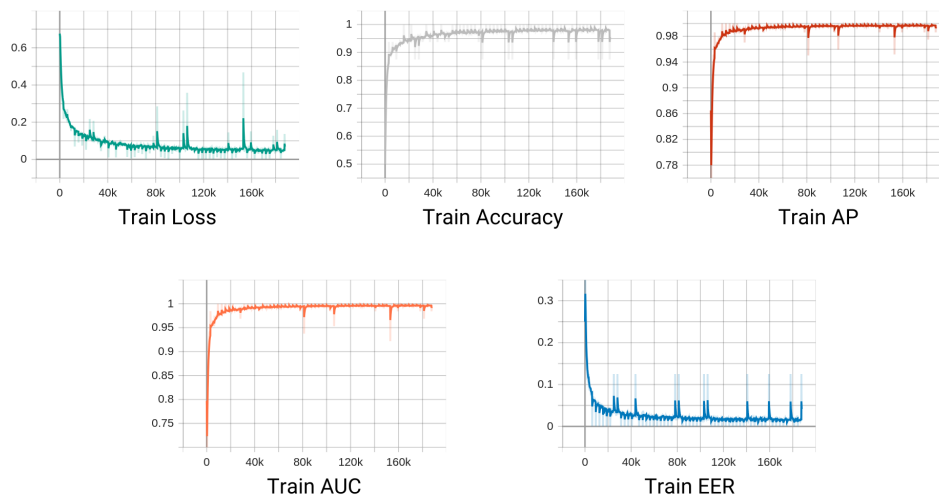 0.6
0.4
0.2
0
0 40k 80k 120k 160k
Train Loss
1
0.9
0.8
0.7
0.6
0.5
0 40k 80k 120k 160k
Train Accuracy
0.98
0.94
0.9
0.86
0.82
0.78
0 40k 80k 120k 160k
Train AP
1
0.95
0.9
0.85
0.8
0.75
0 40k 80k 120k 160k
Train AUC
0.3
0.2
0.1
0
0 40k 80k 120k 160k
Train EER